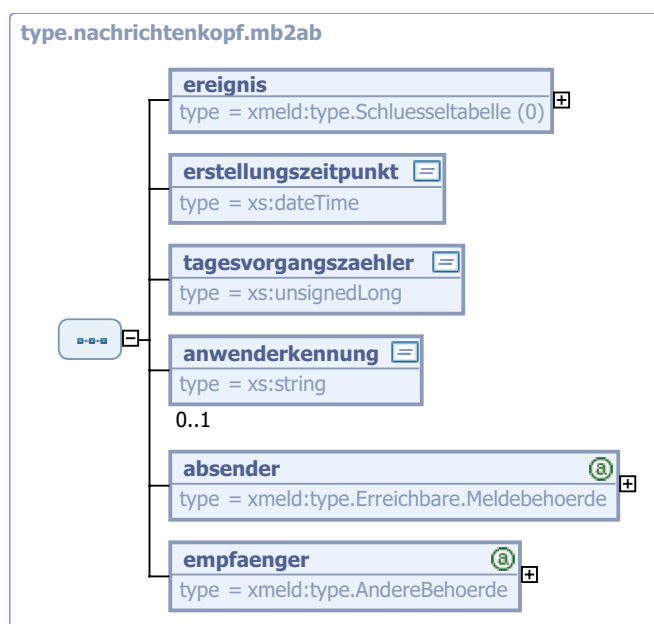 type.nachrichtenkopf.mb2ab
ereignis
type = xmeld:type.Schluesseltabelle (0)
erstellungszeitpunkt
type = xs:dateTime
tagesvorgangszaehler
type = xs:unsignedLong
anwenderkennung
type = xs:string
0..1
absender @
type = xmeld:type.Erreichbare.Meldebehoerde
empfaenger @
type = xmeld:type.AndereBehoerde